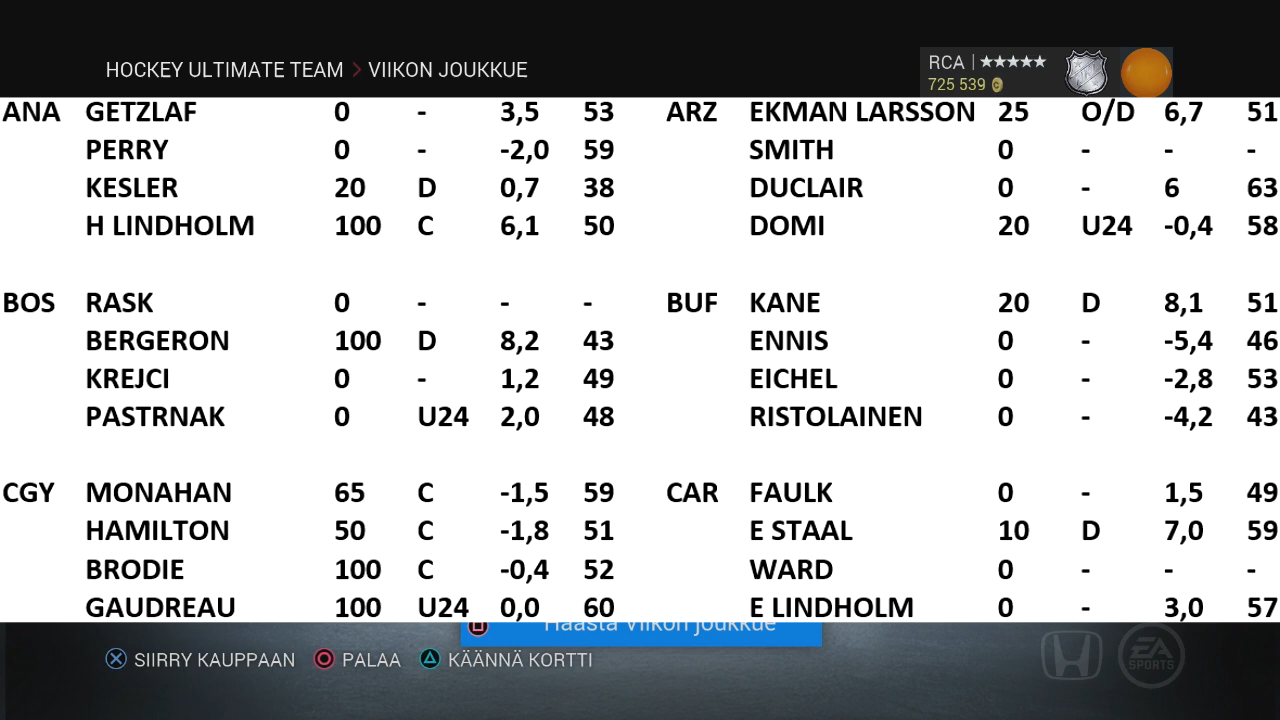 HOCKEY ULTIMATE TEAM > VIIKON JOUKKUE
RCA | ★★★★★
725 539
ANA GETZLAF 0 - 3,5 53 ARZ EKMAN LARSSON 25 O/D 6,7 51
PERRY 0 - -2,0 59 SMITH 0 - - -
KESLER 20 D 0,7 38 DUCLAIR 0 - 6 63
H LINDHOLM 100 C 6,1 50 DOMI 20 U24 -0,4 58
BOS RASK 0 - - - BUF KANE 20 D 8,1 51
BERGERON 100 D 8,2 43 ENNIS 0 - -5,4 46
KREJCI 0 - 1,2 49 EICHEL 0 - -2,8 53
PASTRNAK 0 U24 2,0 48 RISTOLAINEN 0 - -4,2 43
CGY MONAHAN 65 C -1,5 59 CAR FAULK 0 - 1,5 49
HAMILTON 50 C -1,8 51 E STAAL 10 D 7,0 59
BRODIE 100 C -0,4 52 WARD 0 - - -
GAUDREAU 100 U24 0,0 60 E LINDHOLM 0 - 3,0 57
Haasta Viikon joukkue
SIIRRY KAUPPAAN PALAA KÄÄNNÄ KORTTI
EA SPORTS